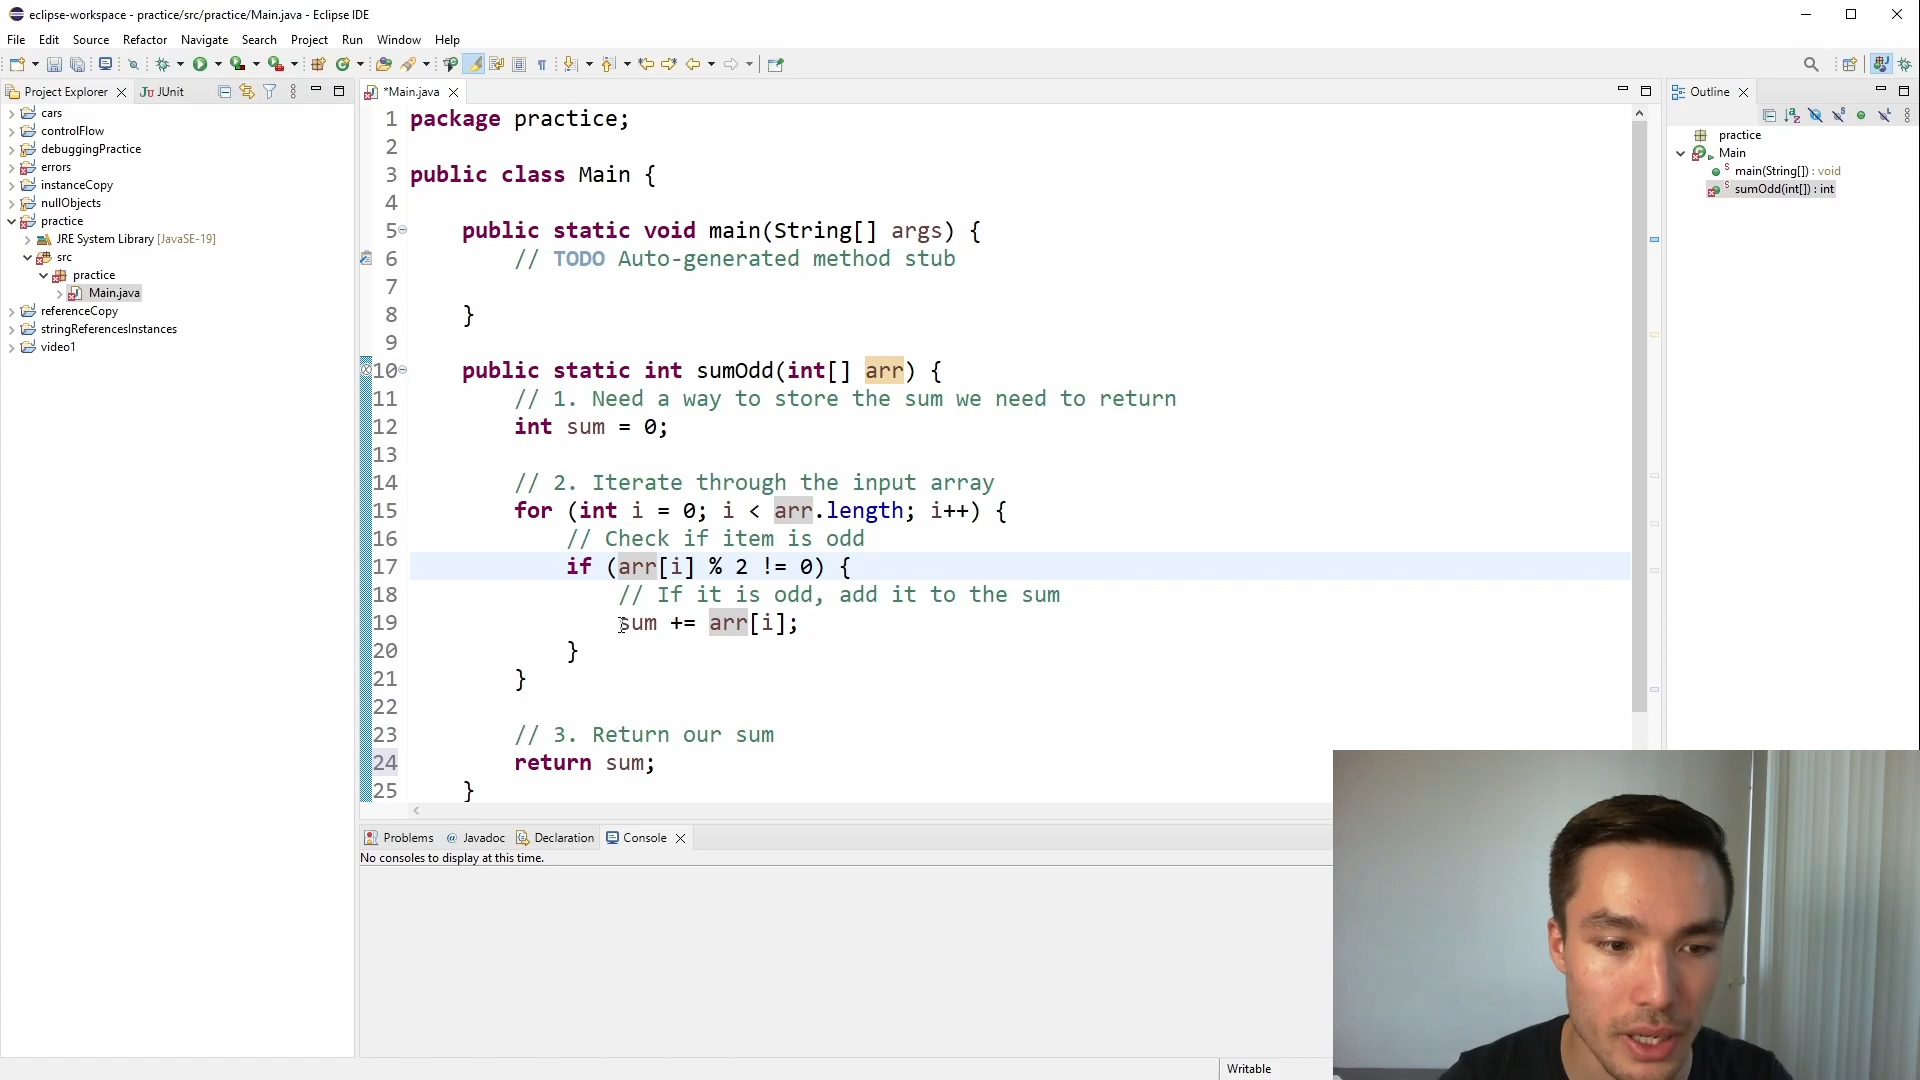 eclipse-workspace - practice/src/practice/Main.java - Eclipse IDE
File Edit Source Refactor Navigate Search Project Run Window Help
Project Explorer
JUnit
cars
controlFlow
debuggingPractice
errors
instanceCopy
nullObjects
practice
JRE System Library [JavaSE-19]
src
practice
Main.java
referenceCopy
stringReferencesInstances
video1
*Main.java
1 package practice;
2
3 public class Main {
4
5 public static void main(String[] args) {
6 // TODO Auto-generated method stub
7
8 }
9
10 public static int sumOdd(int[] arr) {
11 // 1. Need a way to store the sum we need to return
12 int sum = 0;
13
14 // 2. Iterate through the input array
15 for (int i = 0; i < arr.length; i++) {
16 // Check if item is odd
17 if (arr[i] % 2 != 0) {
18 // If it is odd, add it to the sum
19 sum += arr[i];
20 }
21 }
22
23 // 3. Return our sum
24 return sum;
25 }
Problems @ Javadoc Declaration Console
No consoles to display at this time.
Writable
Outline
practice
Main
main(String[]) : void
sumOdd(int[]) : int